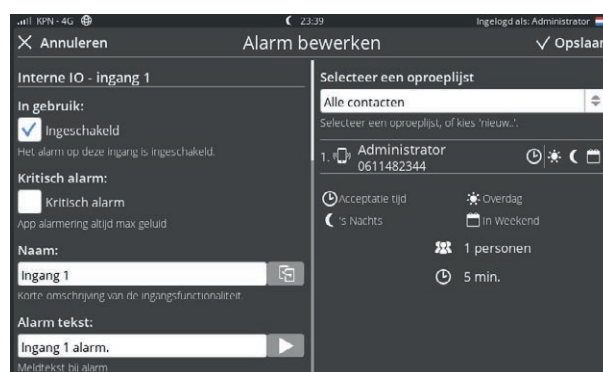 KPN - 4G
23:39
Ingelogd als: Administrator
Annuleren
Alarm bewerken
Opslaan
Interne IO - ingang 1
In gebruik:
Ingeschakeld
Het alarm op deze ingang is ingeschakeld.
Kritisch alarm:
Kritisch alarm
App alarmering altijd max geluid
Naam:
Ingang 1
Korte omschrijving van de ingangsfunctionaliteit.
Alarm tekst:
Ingang 1 alarm.
Meldtekst bij alarm
Selecteer een oproeplijst
Alle contacten
Selecteer een oproeplijst, of kies 'nieuw..'.
1. Administrator
0611482344
Acceptatie tijd
Overdag
's Nachts
In Weekend
1 personen
5 min.